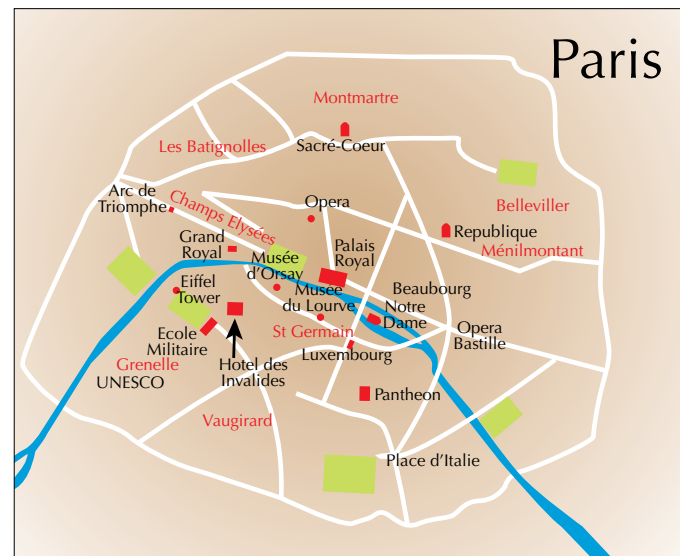 Paris
Montmartre
Sacré-Coeur
Les Batignolles
Arc de
Triomphe
Champs Elysées
Opera
Belleviller
Republique
Ménilmontant
Grand
Royal
Palais
Royal
Musée
d'Orsay
Eiffel
Tower
Musée
du Lourve
Beaubourg
Notre
Dame
St Germain
Opera
Bastille
Ecole
Militaire
Luxembourg
Grenelle
UNESCO
Hotel des
Invalides
Pantheon
Vaugirard
Place d'Italie